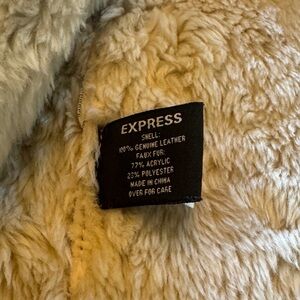 EXPRESS
SHELL:
100% GENUINE LEATHER
FAUX FUR:
77% ACRYLIC
23% POLYESTER
MADE IN CHINA
OVER FOR CARE